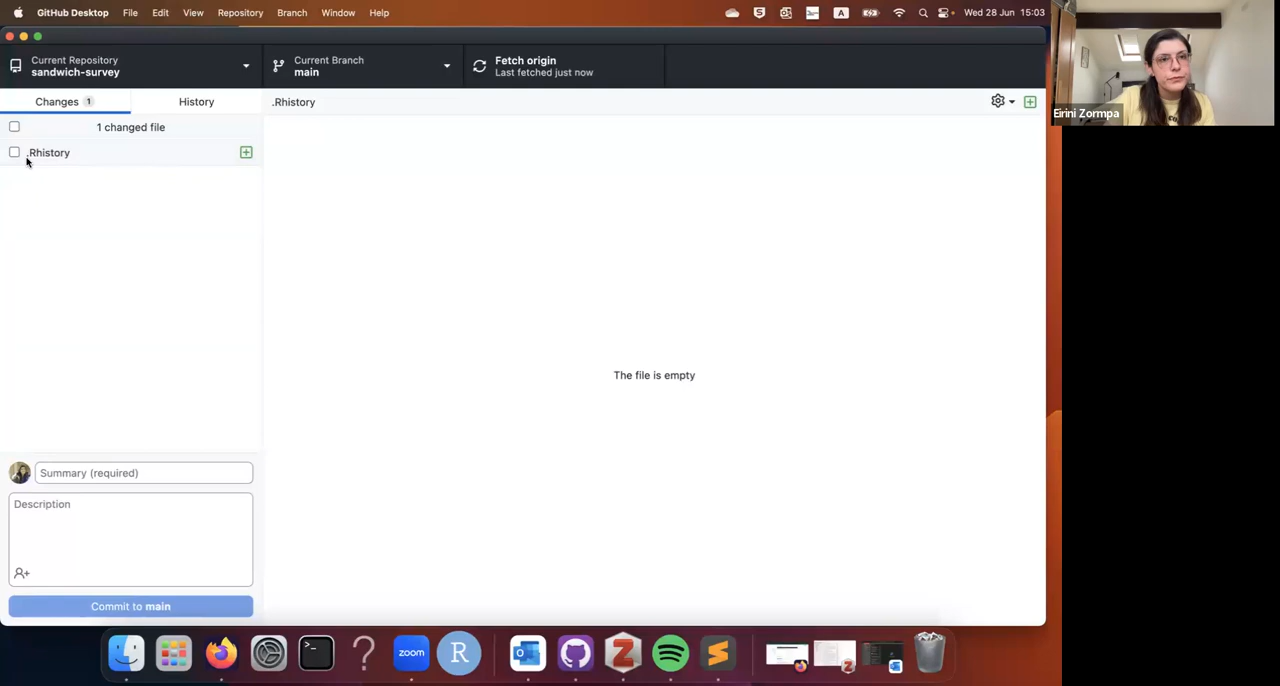 GitHub Desktop File Edit View Repository Branch Window Help
A
Wed 28 Jun 15:03
Current Repository
sandwich-survey
Current Branch
main
Fetch origin
Last fetched just now
Changes 1
History
.Rhistory
1 changed file
.Rhistory
The file is empty
Summary (required)
Description
Commit to main
zoom
R
Z
Eirini Zormpa